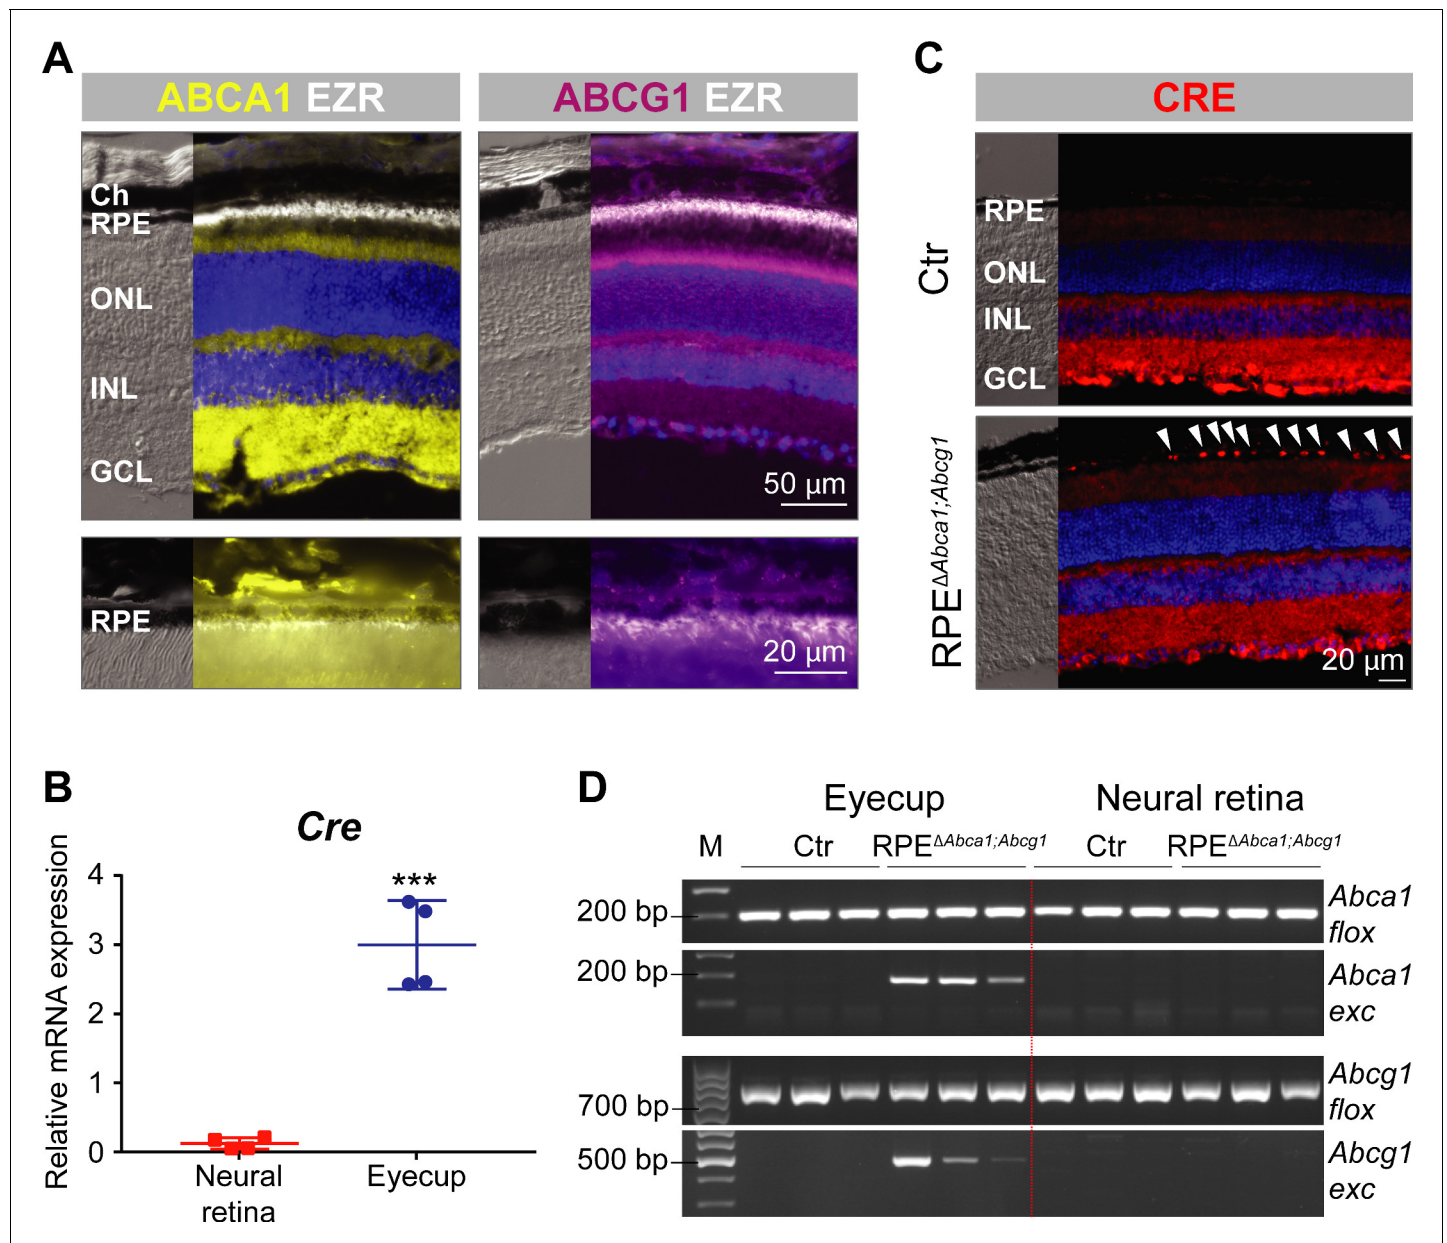 A
ABCA1 EZR
ABCG1 EZR
Ch
RPE
ONL
INL
GCL
50 µm
RPE
20 µm
C
CRE
Ctr
RPE
ONL
INL
GCL
RPEΔAbca1;Abcg1
20 µm
B
Cre
Relative mRNA expression
4
3
2
1
0
***
Neural
retina
Eyecup
D
Eyecup
Neural retina
M
Ctr
RPEΔAbca1;Abcg1
Ctr
RPEΔAbca1;Abcg1
200 bp
Abca1
flox
200 bp
Abca1
exc
700 bp
Abcg1
flox
500 bp
Abcg1
exc